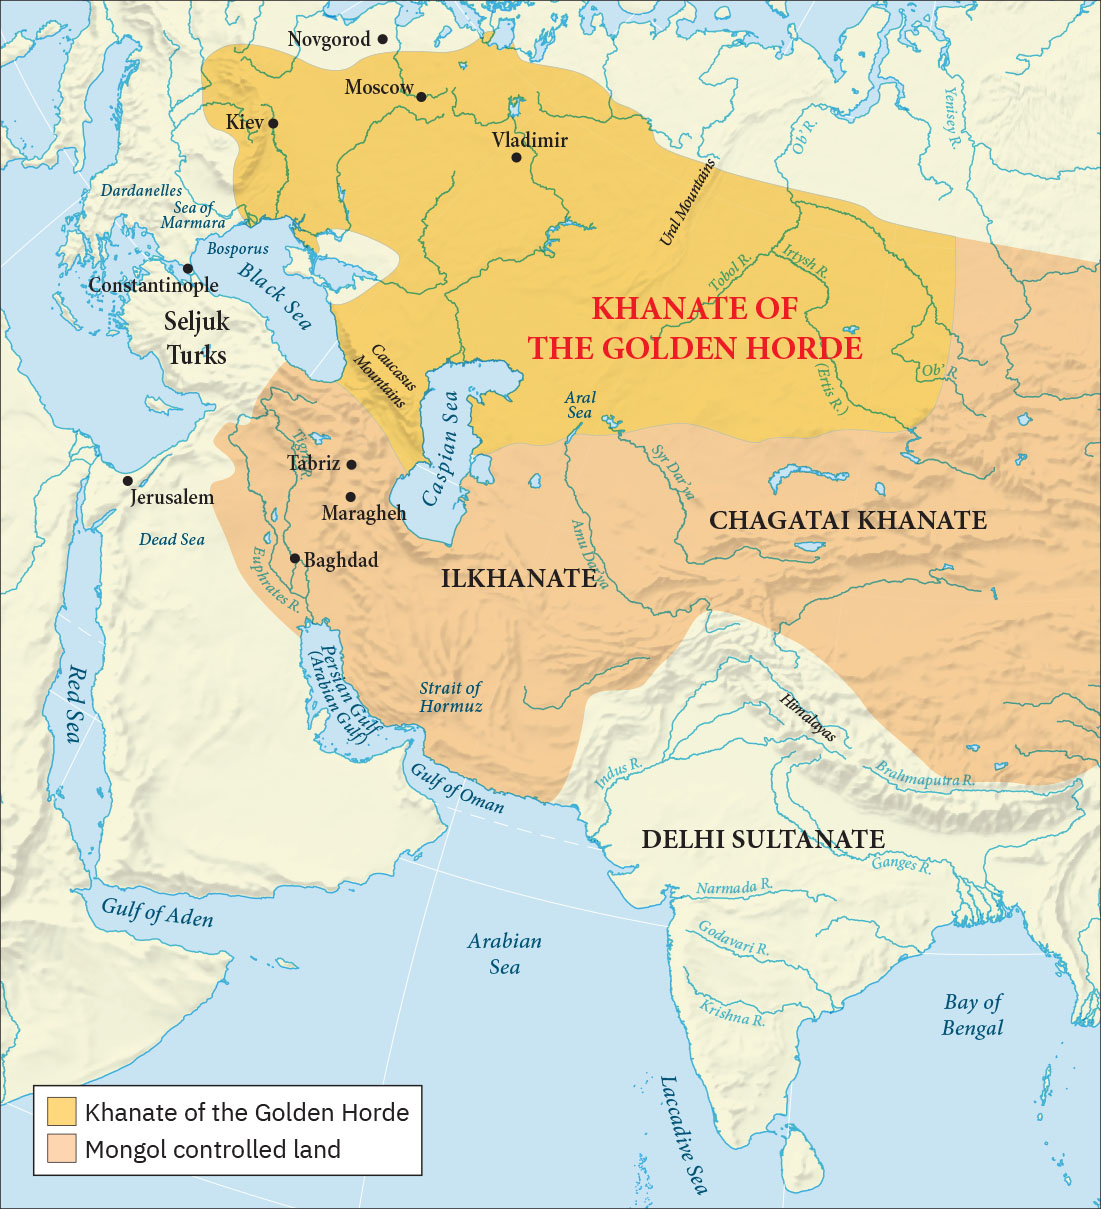 Novgorod
Moscow
Kiev
Vladimir
Ob' R.
Yenisey R.
Ural Mountains
Dardanelles
Sea of
Marmara
Bosporus
Constantinople
Black Sea
Seljuk
Turks
Tobol R.
Irtysh R.
KHANATE OF
THE GOLDEN HORDE
(Ertis R.)
Ob' R.
Caucasus
Mountains
Caspian Sea
Aral
Sea
Syr Dar'ya
Amu Dar'ya
Tigris R.
Tabriz
Maragheh
Jerusalem
Dead Sea
Baghdad
Euphrates R.
CHAGATAI KHANATE
ILKHANATE
Red Sea
Persian Gulf
(Arabian Gulf)
Strait of
Hormuz
Gulf of Oman
Himalayas
Indus R.
Brahmaputra R.
DELHI SULTANATE
Ganges R.
Narmada R.
Godavari R.
Krishna R.
Gulf of Aden
Arabian
Sea
Bay of
Bengal
Laccadive Sea
Khanate of the Golden Horde
Mongol controlled land